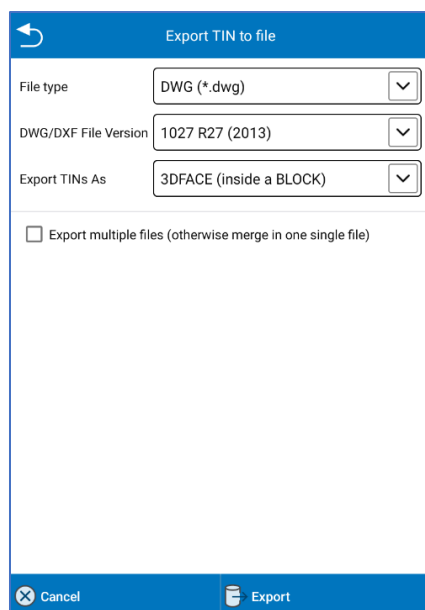 Export TIN to file
File type DWG (*.dwg)
DWG/DXF File Version 1027 R27 (2013)
Export TINs As 3DFACE (inside a BLOCK)
Export multiple files (otherwise merge in one single file)
Cancel Export